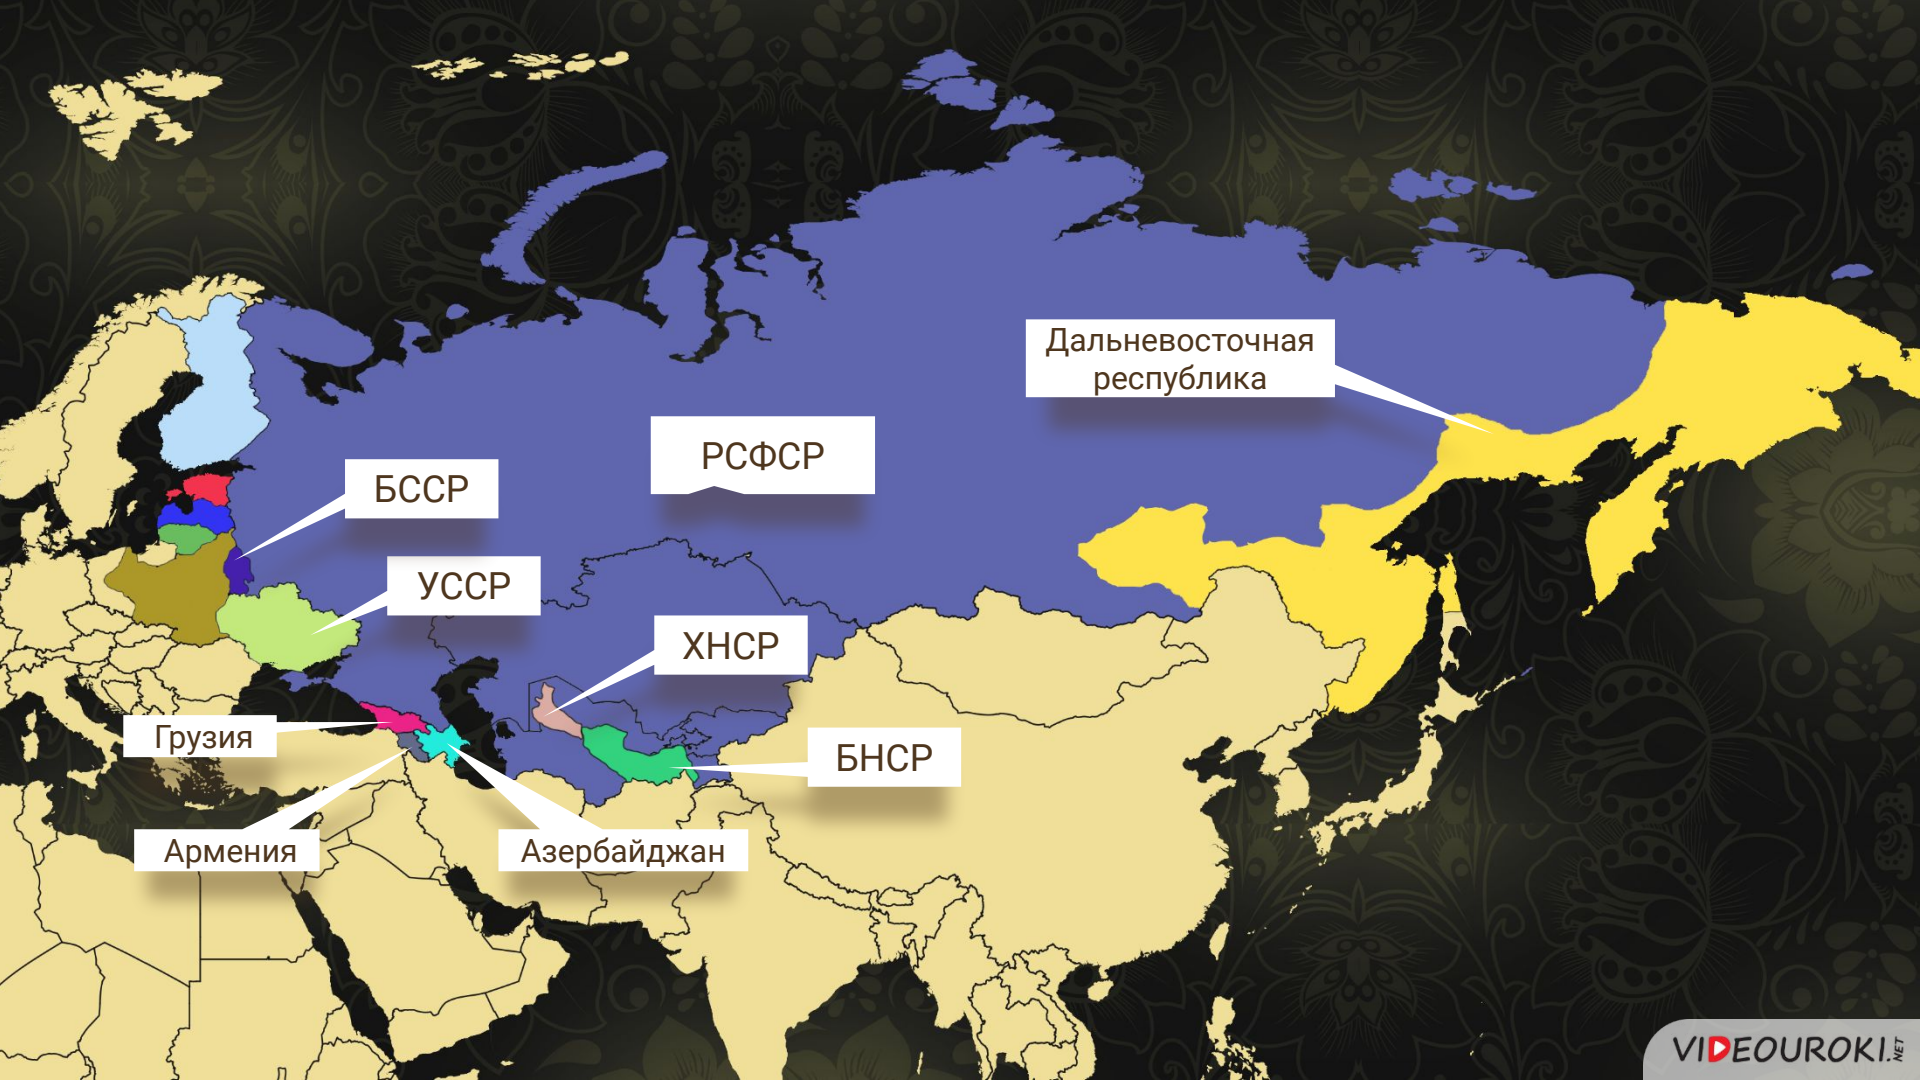 Дальневосточная
республика
РСФСР
БССР
УССР
ХНСР
Грузия
БНСР
Армения
Азербайджан
VIDEOUROKI.NET